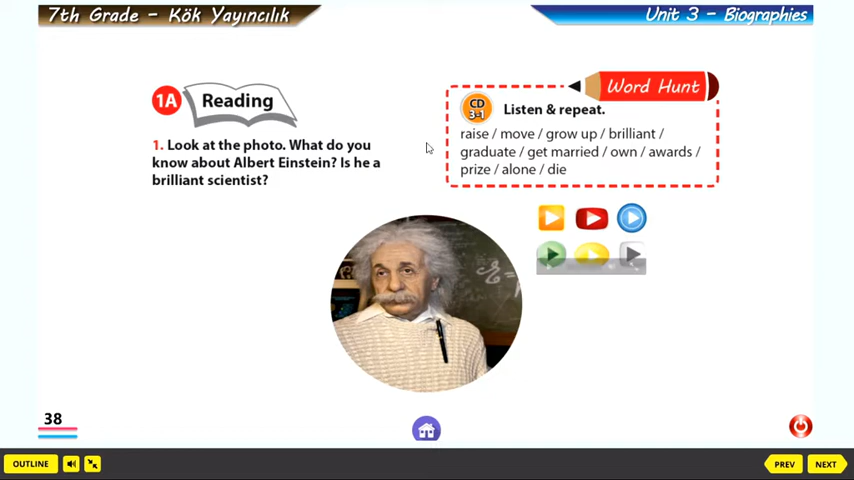 7th Grade – Kök Yayıncılık
Unit 3 – Biographies
1A Reading
1. Look at the photo. What do you
know about Albert Einstein? Is he a
brilliant scientist?
Word Hunt
CD
3-1
Listen & repeat.
raise / move / grow up / brilliant /
graduate / get married / own / awards /
prize / alone / die
38
OUTLINE
PREV
NEXT